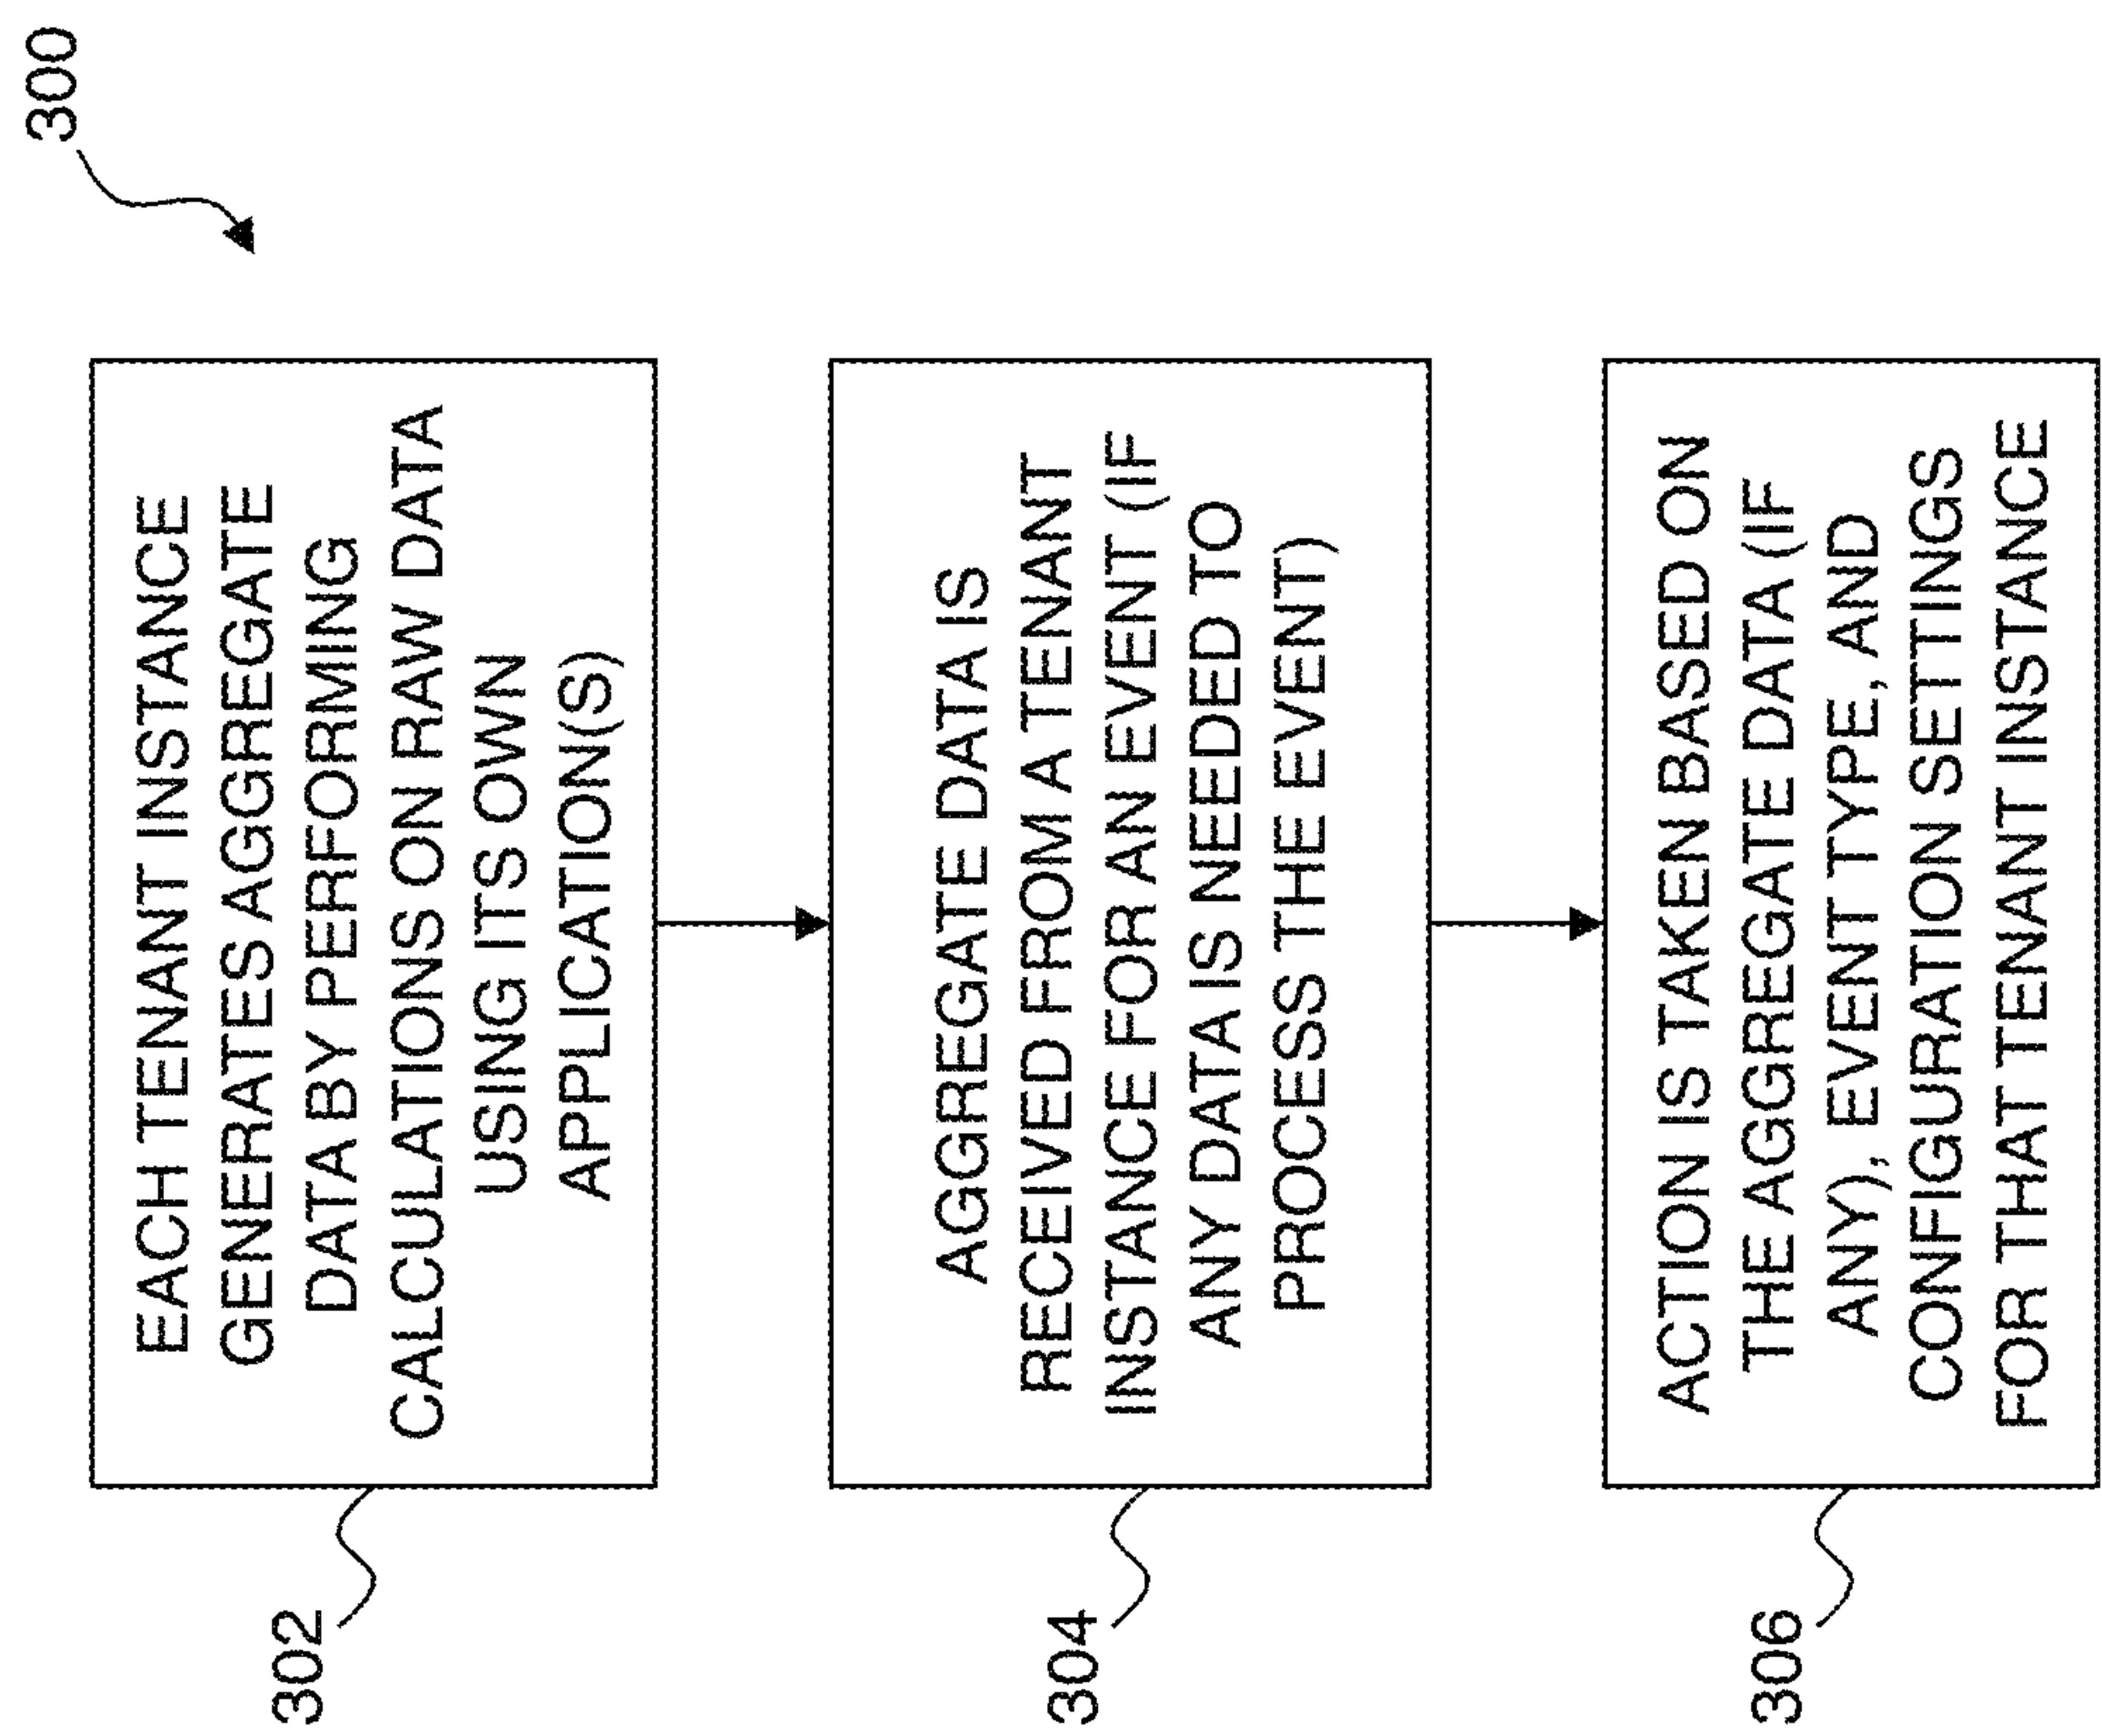 300
302
EACH TENANT INSTANCE
GENERATES AGGREGATE
DATA BY PERFORMING
CALCULATIONS ON RAW DATA
USING ITS OWN
APPLICATION(S)
304
AGGREGATE DATA IS
RECEIVED FROM A TENANT
INSTANCE FOR AN EVENT (IF
ANY DATA IS NEEDED TO
PROCESS THE EVENT)
306
ACTION IS TAKEN BASED ON
THE AGGREGATE DATA (IF
ANY), EVENT TYPE, AND
CONFIGURATION SETTINGS
FOR THAT TENANT INSTANCE